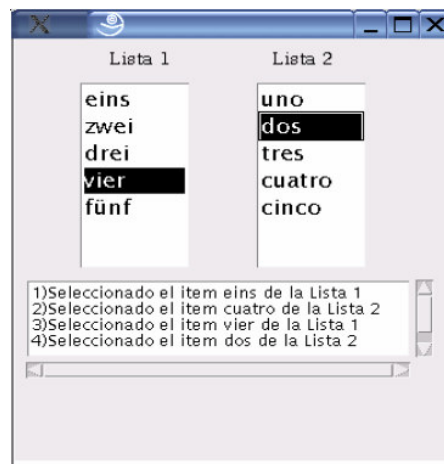 Lista 1
Lista 2
eins
zwei
drei
vier
fünf
uno
dos
tres
cuatro
cinco
1)Seleccionado el item eins de la Lista 1
2)Seleccionado el item cuatro de la Lista 2
3)Seleccionado el item vier de la Lista 1
4)Seleccionado el item dos de la Lista 2